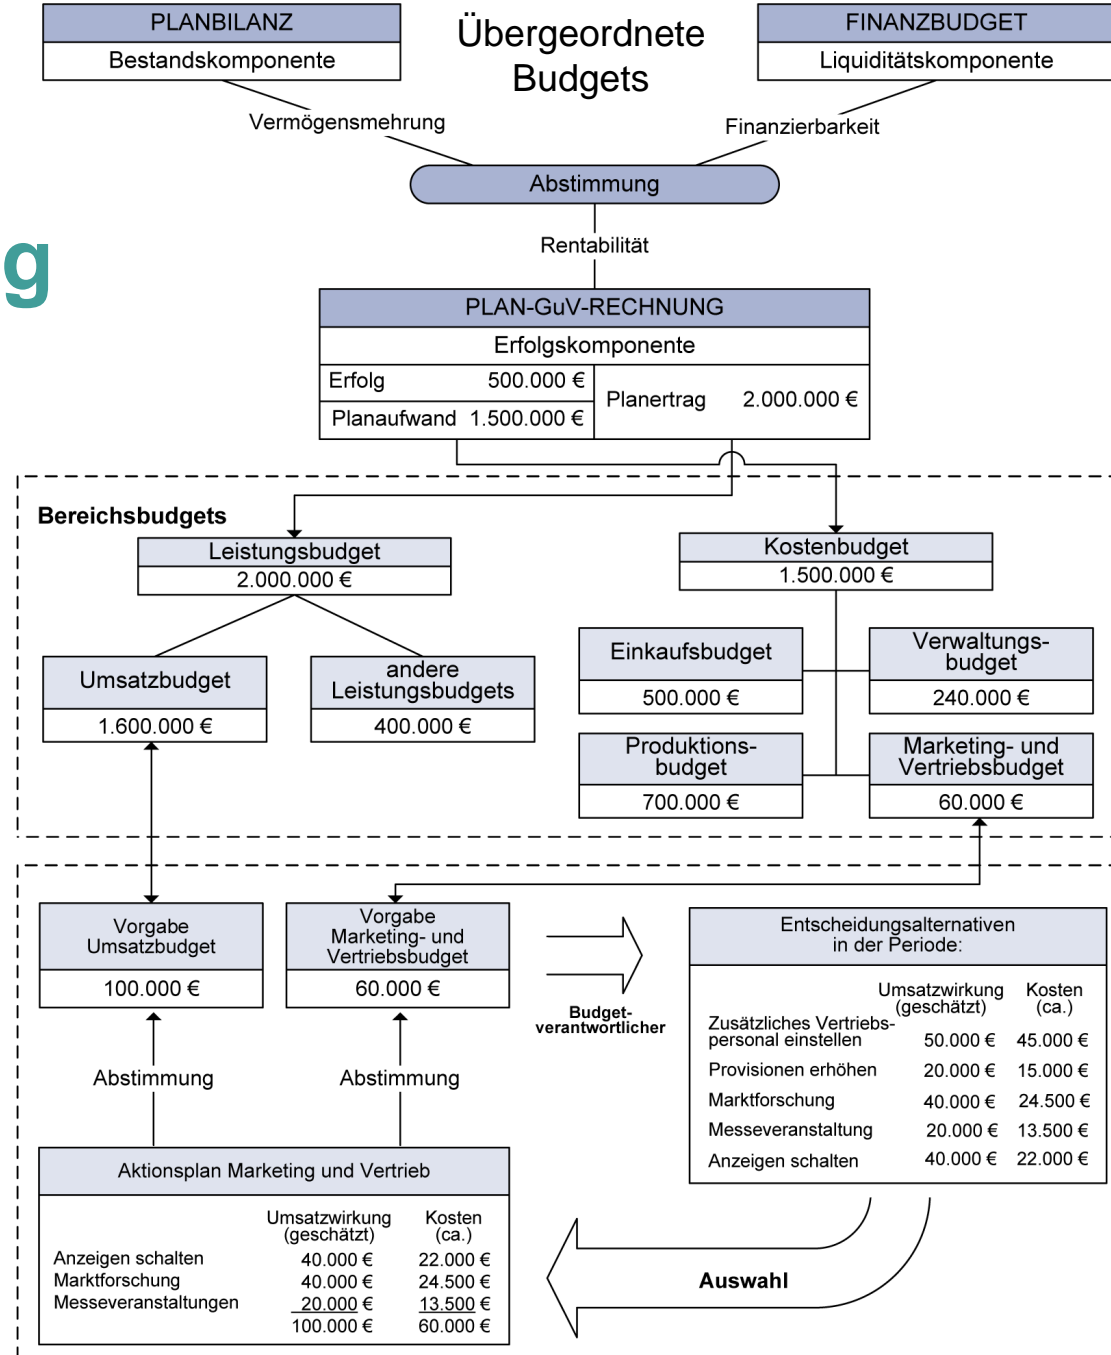 PLANBILANZ
Bestandskomponente
Übergeordnete
Budgets
FINANZBUDGET
Liquiditätskomponente
Vermögensmehrung
Finanzierbarkeit
Abstimmung
g
Rentabilität
PLAN-GuV-RECHNUNG
Erfolgskomponente
Erfolg 500.000 €
Planaufwand 1.500.000 €
Planertrag 2.000.000 €
Bereichsbudgets
Leistungsbudget
2.000.000 €
Kostenbudget
1.500.000 €
Umsatzbudget
1.600.000 €
andere
Leistungsbudgets
400.000 €
Einkaufsbudget
500.000 €
Verwaltungs-
budget
240.000 €
Produktions-
budget
700.000 €
Marketing- und
Vertriebsbudget
60.000 €
Vorgabe
Umsatzbudget
100.000 €
Vorgabe
Marketing- und
Vertriebsbudget
60.000 €
Budget-
verantwortlicher
Entscheidungsalternativen
in der Periode:
Umsatzwirkung Kosten
(geschätzt) (ca.)
Zusätzliches Vertriebs-
personal einstellen 50.000 € 45.000 €
Provisionen erhöhen 20.000 € 15.000 €
Marktforschung 40.000 € 24.500 €
Messeveranstaltung 20.000 € 13.500 €
Anzeigen schalten 40.000 € 22.000 €
Abstimmung
Abstimmung
Aktionsplan Marketing und Vertrieb
Umsatzwirkung Kosten
(geschätzt) (ca.)
Anzeigen schalten 40.000 € 22.000 €
Marktforschung 40.000 € 24.500 €
Messeveranstaltungen 20.000 € 13.500 €
100.000 € 60.000 €
Auswahl